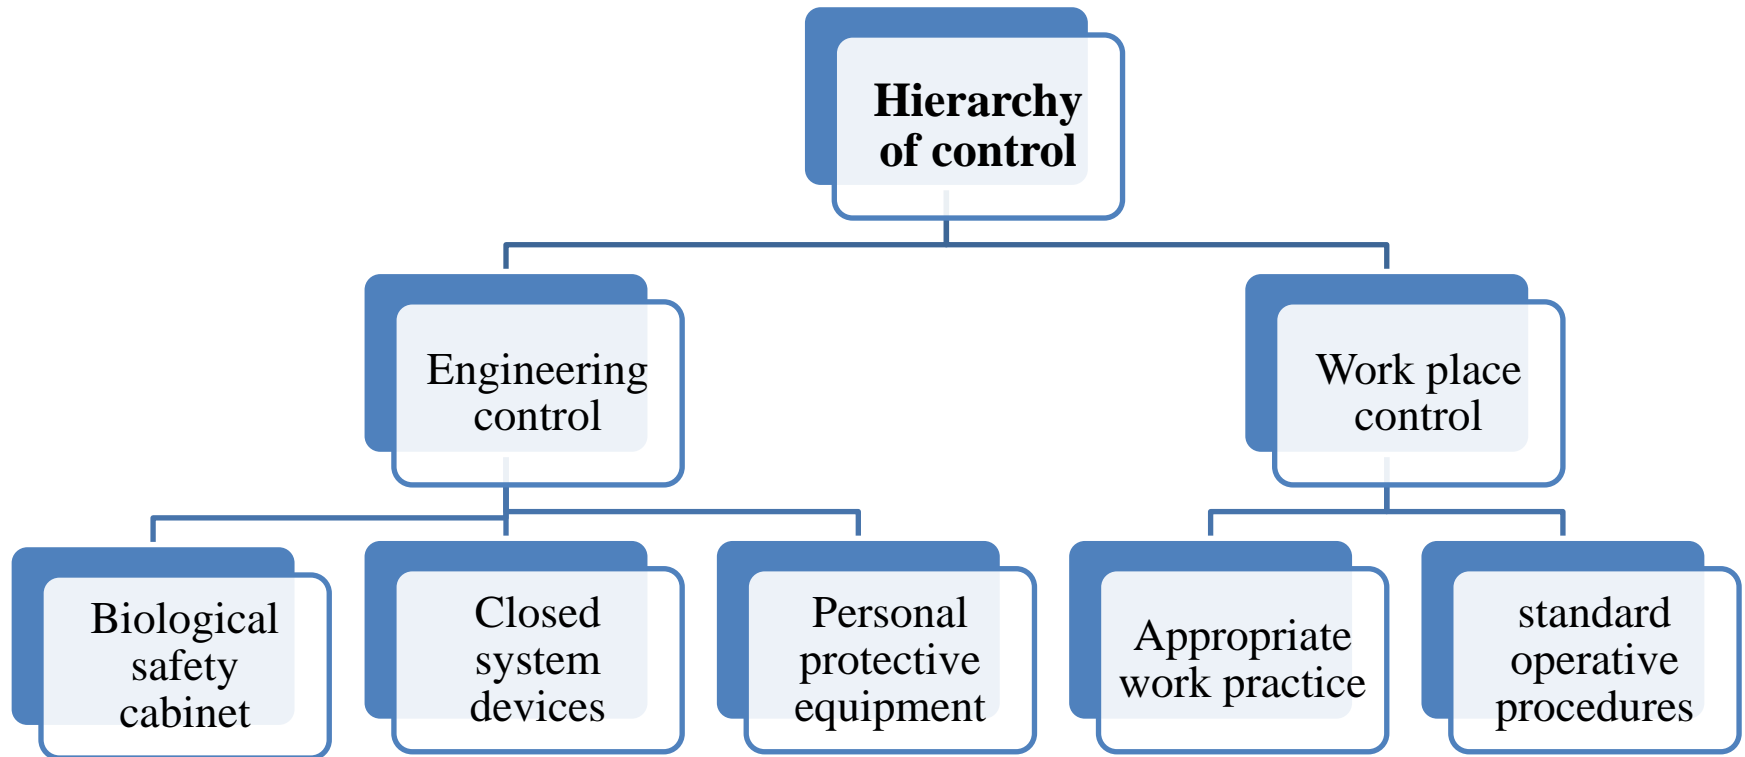 Hierarchy
of control
Engineering
control
Work place
control
Biological
safety
cabinet
Closed
system
devices
Personal
protective
equipment
Appropriate
work practice
standard
operative
procedures